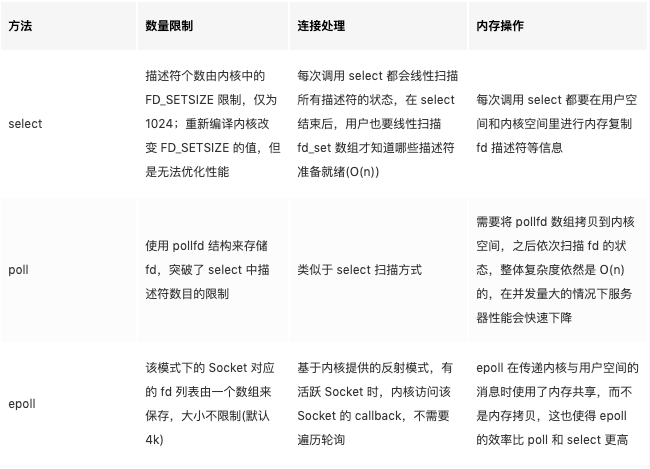 方法 数量限制 连接处理 内存操作
select
描述符个数由内核中的
FD_SETSIZE 限制，仅为
1024；重新编译内核改
变 FD_SETSIZE 的值，但
是无法优化性能
每次调用 select 都会线性扫描
所有描述符的状态，在 select
结束后，用户也要线性扫描
fd_set 数组才知道哪些描述符
准备就绪(O(n))
每次调用 select 都要在用户空
间和内核空间里进行内存复制
fd 描述符等信息
poll
使用 pollfd 结构来存储
fd，突破了 select 中描
述符数目的限制
类似于 select 扫描方式
需要将 pollfd 数组拷贝到内核
空间，之后依次扫描 fd 的状
态，整体复杂度依然是 O(n)
的，在并发量大的情况下服务
器性能会快速下降
epoll
该模式下的 Socket 对应
的 fd 列表由一个数组来
保存，大小不限制(默认
4k)
基于内核提供的反射模式，有
活跃 Socket 时，内核访问该
Socket 的 callback，不需要
遍历轮询
epoll 在传递内核与用户空间的
消息时使用了内存共享，而不
是内存拷贝，这也使得 epoll
的效率比 poll 和 select 更高